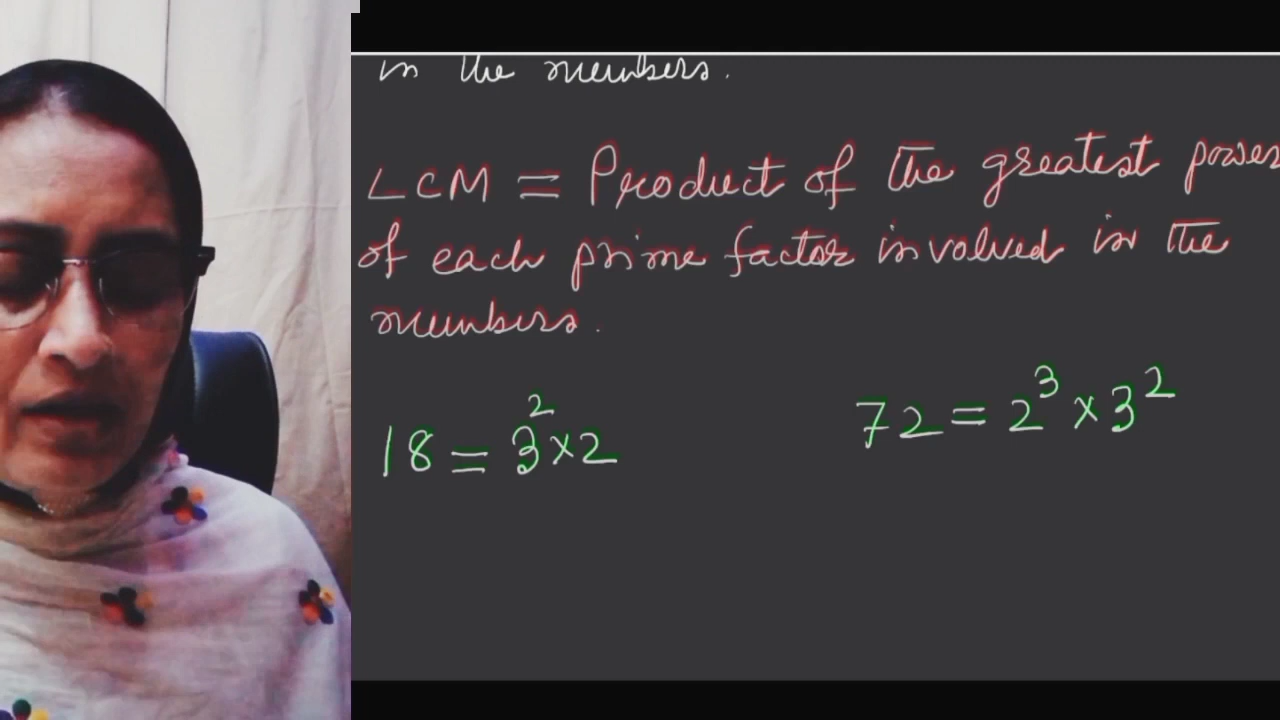 in the numbers.
LCM = Product of the greatest power
of each prime factor involved in the
numbers.
18 = 3² × 2
72 = 2³ × 3²